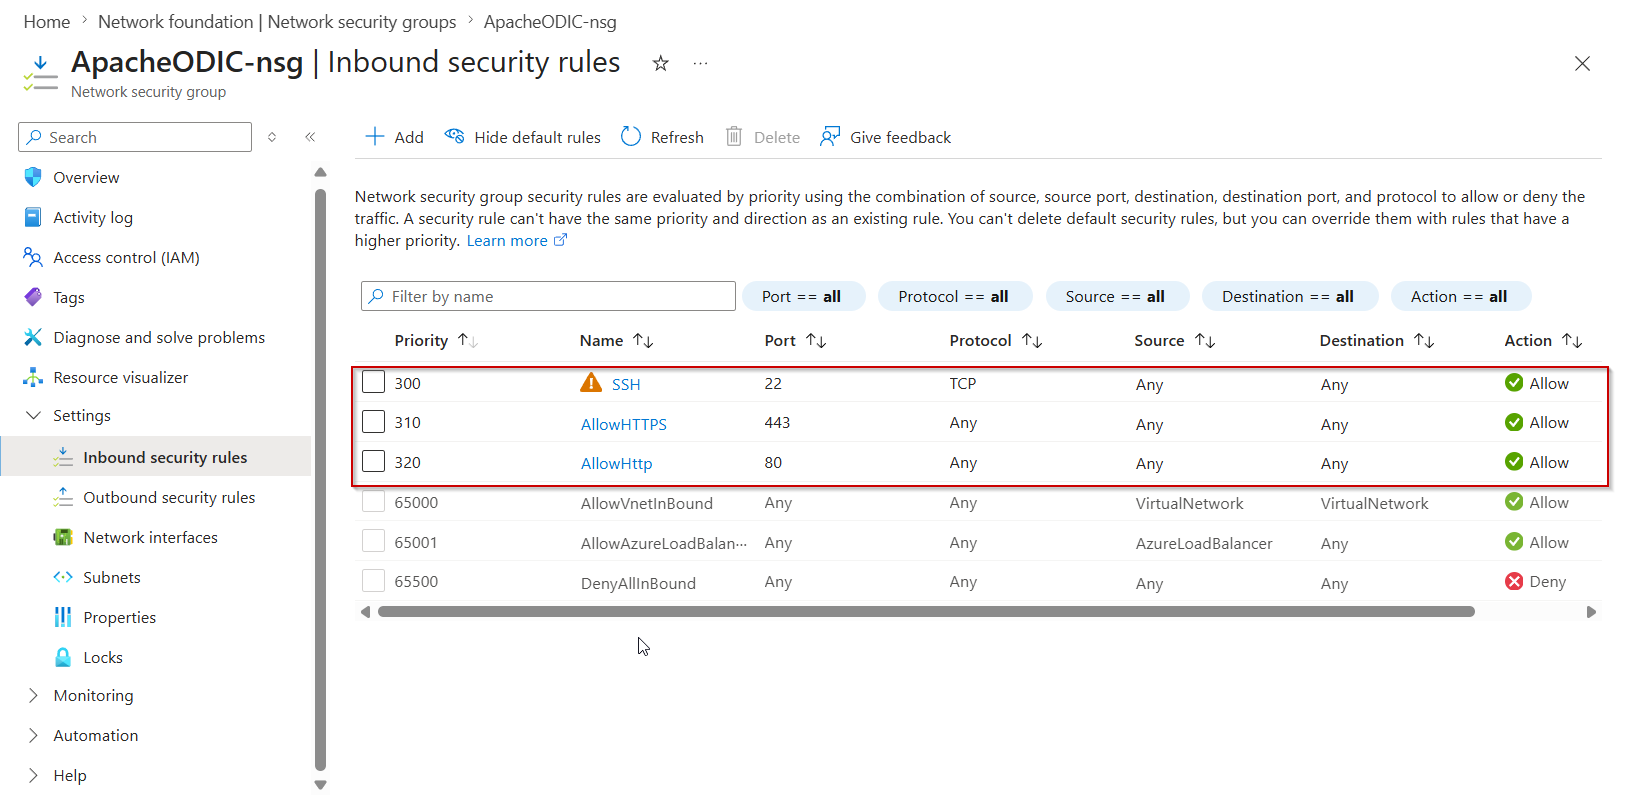 Home > Network foundation | Network security groups > ApacheODIC-nsg
ApacheODIC-nsg | Inbound security rules
Network security group
Search
Overview
Activity log
Access control (IAM)
Tags
Diagnose and solve problems
Resource visualizer
Settings
Inbound security rules
Outbound security rules
Network interfaces
Subnets
Properties
Locks
Monitoring
Automation
Help
Add Hide default rules Refresh Delete Give feedback
Network security group security rules are evaluated by priority using the combination of source, source port, destination, destination port, and protocol to allow or deny the
traffic. A security rule can't have the same priority and direction as an existing rule. You can't delete default security rules, but you can override them with rules that have a
higher priority. Learn more
Filter by name Port == all Protocol == all Source == all Destination == all Action == all
Priority Name Port Protocol Source Destination Action
300 SSH 22 TCP Any Any Allow
310 AllowHTTPS 443 Any Any Any Allow
320 AllowHttp 80 Any Any Any Allow
65000 AllowVnetInBound Any Any VirtualNetwork VirtualNetwork Allow
65001 AllowAzureLoadBalan··· Any Any AzureLoadBalancer Any Allow
65500 DenyAllInBound Any Any Any Any Deny